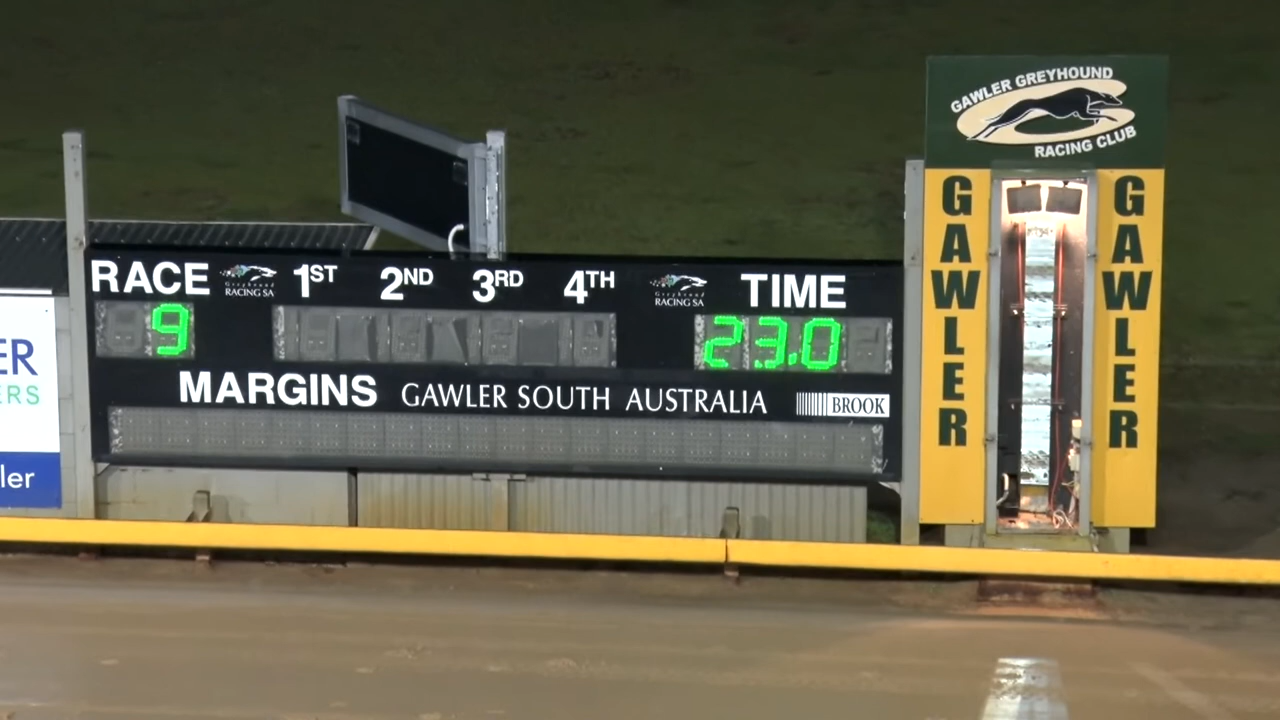 GAWLER GREYHOUND
RACING CLUB
GAWLER
GAWLER
RACE 1ST 2ND 3RD 4TH TIME
Greyhound
RACING SA
Greyhound
RACING SA
9 23.0
MARGINS GAWLER SOUTH AUSTRALIA BROOK
ER
ERS
ler